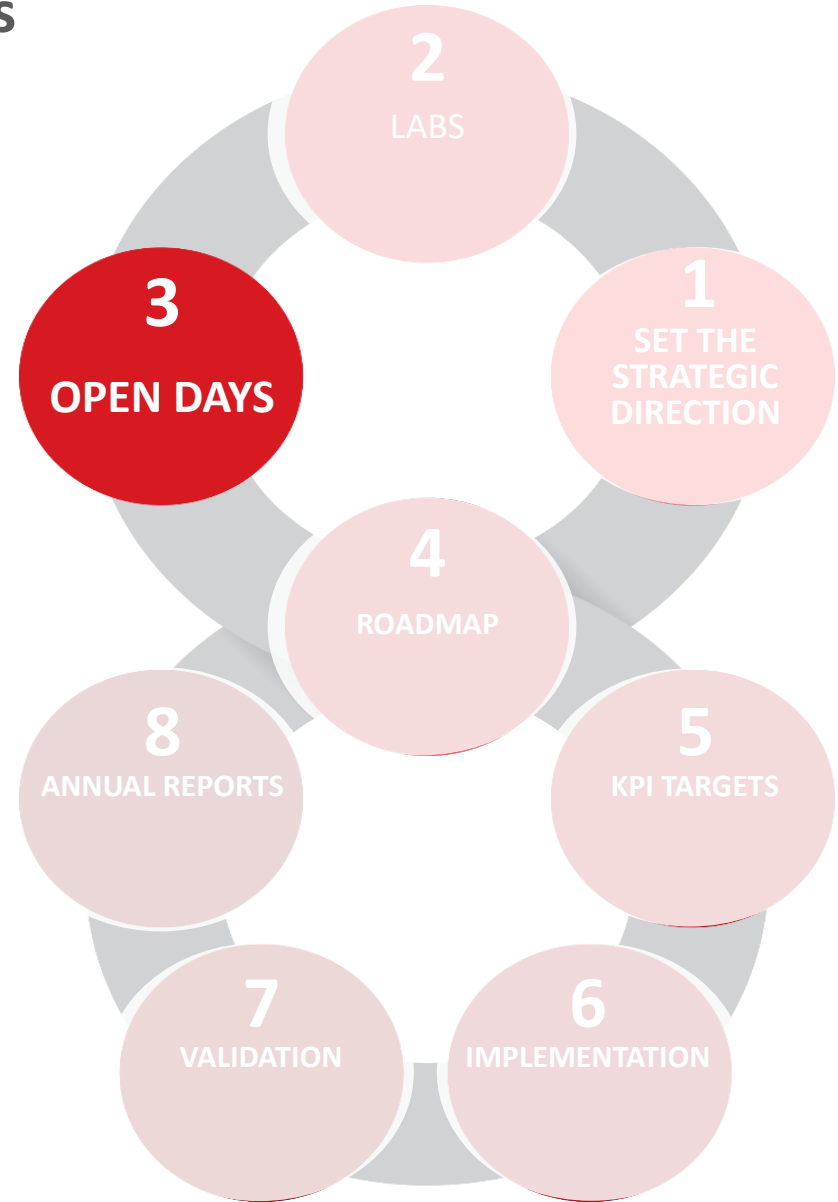 S
2
LABS
3
OPEN DAYS
1
SET THE
STRATEGIC
DIRECTION
4
ROADMAP
8
ANNUAL REPORTS
5
KPI TARGETS
7
VALIDATION
6
IMPLEMENTATION